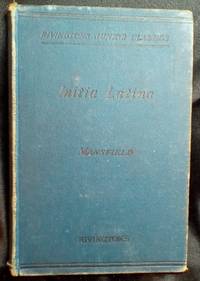 RIVINGTONS JUNIOR CLASSICS
Initia Latina
MANSFIELD
RIVINGTONS